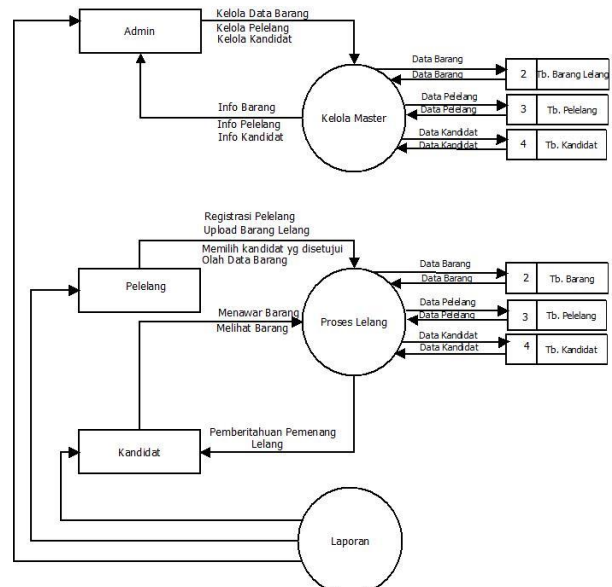 Admin
Kelola Data Barang
Kelola Pelelang
Kelola Kandidat
Info Barang
Info Pelelang
Info Kandidat
Kelola Master
Data Barang
Data Barang
Data Pelelang
Data Pelelang
Data Kandidat
Data Kandidat
2 Tb. Barang Lelang
3 Tb. Pelelang
4 Tb. Kandidat
Registrasi Pelelang
Upload Barang Lelang
Memilih kandidat yg disetujui
Olah Data Barang
Pelelang
Menawar Barang
Melihat Barang
Proses Lelang
Data Barang
Data Barang
Data Pelelang
Data Pelelang
Data Kandidat
Data Kandidat
2 Tb. Barang
3 Tb. Pelelang
4 Tb. Kandidat
Pemberitahuan Pemenang
Lelang
Kandidat
Laporan